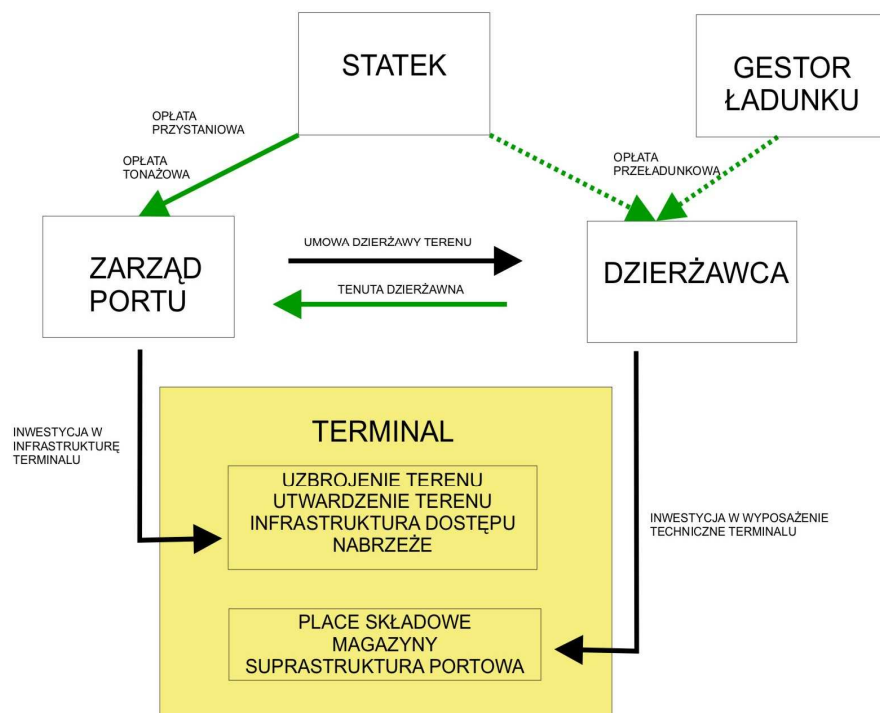 STATEK
GESTOR
ŁADUNKU
OPŁATA
PRZYSTANIOWA
OPŁATA
TONAŻOWA
OPŁATA
PRZEŁADUNKOWA
ZARZĄD
PORTU
UMOWA DZIERŻAWY TERENU
TENUTA DZIERŻAWNA
DZIERŻAWCA
INWESTYCJA W
INFRASTRUKTURĘ
TERMINALU
TERMINAL
UZBROJENIE TERENU
UTWARDZENIE TERENU
INFRASTRUKTURA DOSTĘPU
NABRZEŻE
INWESTYCJA W WYPOSAŻENIE
TECHNICZNE TERMINALU
PLACE SKŁADOWE
MAGAZYNY
SUPRASTRUKTURA PORTOWA